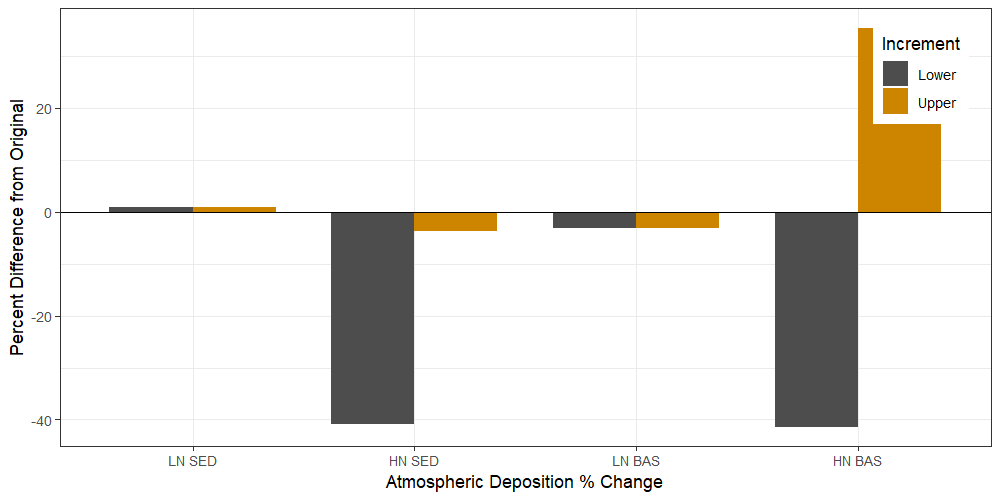 Increment
Lower
Upper
Percent Difference from Original
20
0
-20
-40
LN SED
HN SED
LN BAS
HN BAS
Atmospheric Deposition % Change